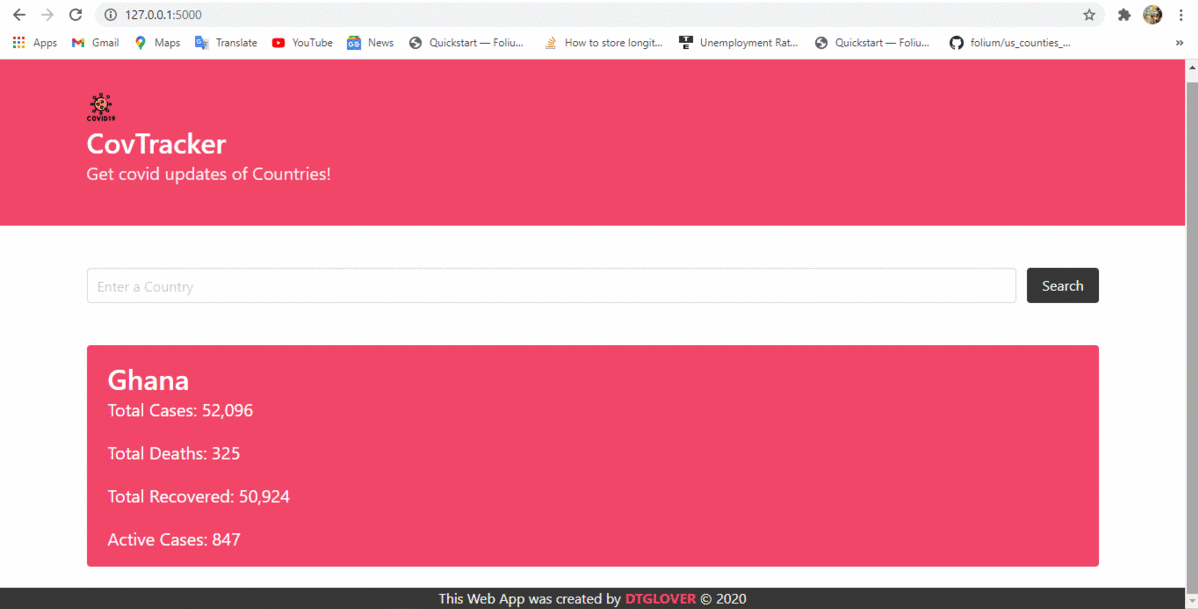 127.0.0.1:5000
Apps Gmail Maps Translate YouTube News Quickstart — Foliu... How to store longit... Unemployment Rat... Quickstart — Foliu... folium/us_counties_... »
COVID19
CovTracker
Get covid updates of Countries!
Enter a Country Search
Ghana
Total Cases: 52,096
Total Deaths: 325
Total Recovered: 50,924
Active Cases: 847
This Web App was created by DTGLOVER © 2020